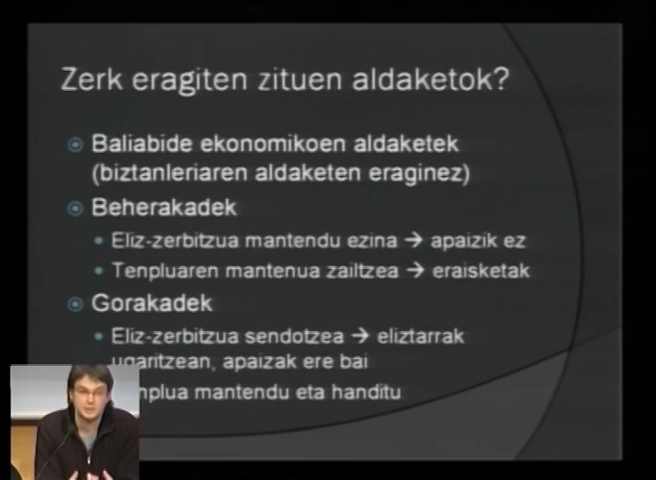 Zerk eragiten zituen aldaketok?
Baliabide ekonomikoen aldaketek
(biztanleriaren aldaketen eraginez)
Beherakadek
Eliz-zerbitzua mantendu ezina → apaizik ez
Tenpluaren mantenua zailtzea → eraisketak
Gorakadek
Eliz-zerbitzua sendotzea → eliztarrak
ugaritzean, apaizak ere bai
mantendu eta handitu